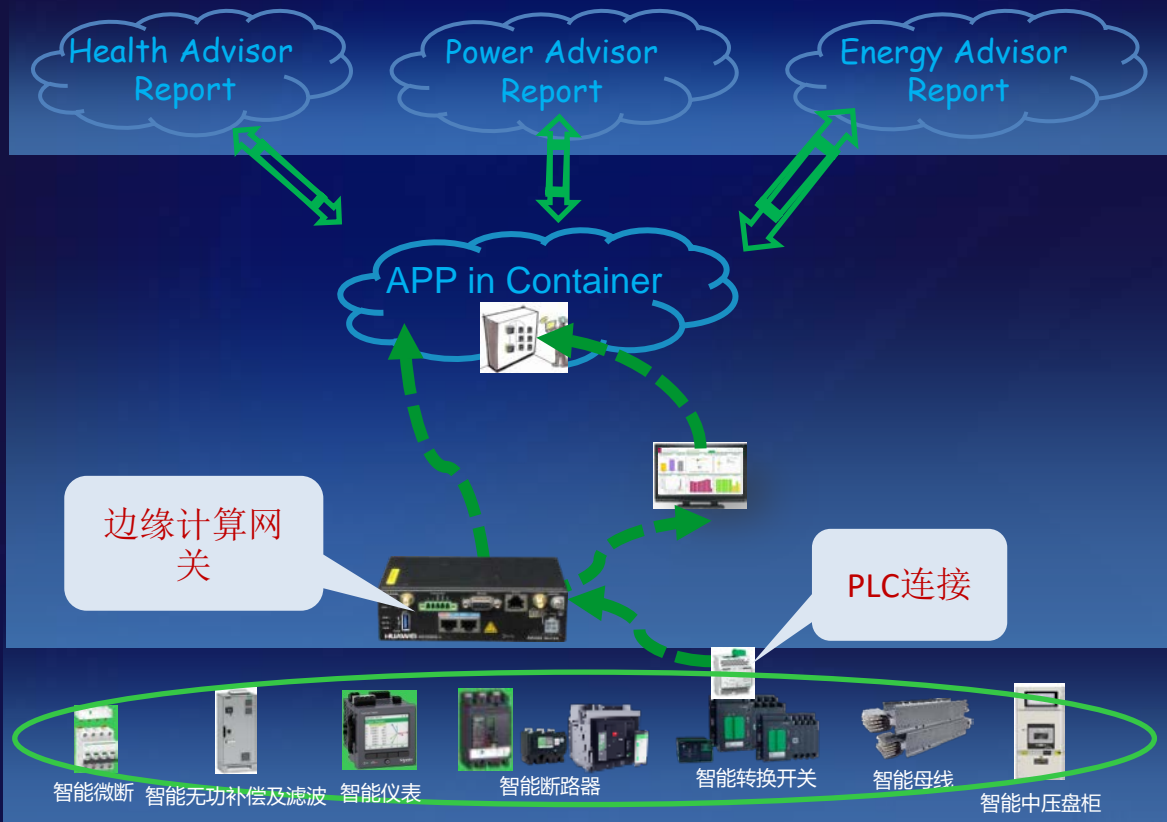 Health Advisor
Report
Power Advisor
Report
Energy Advisor
Report
APP in Container
边缘计算网
关
PLC连接
HUAWEI
智能微断
智能无功补偿及滤波
智能仪表
智能断路器
智能转换开关
智能母线
智能中压盘柜